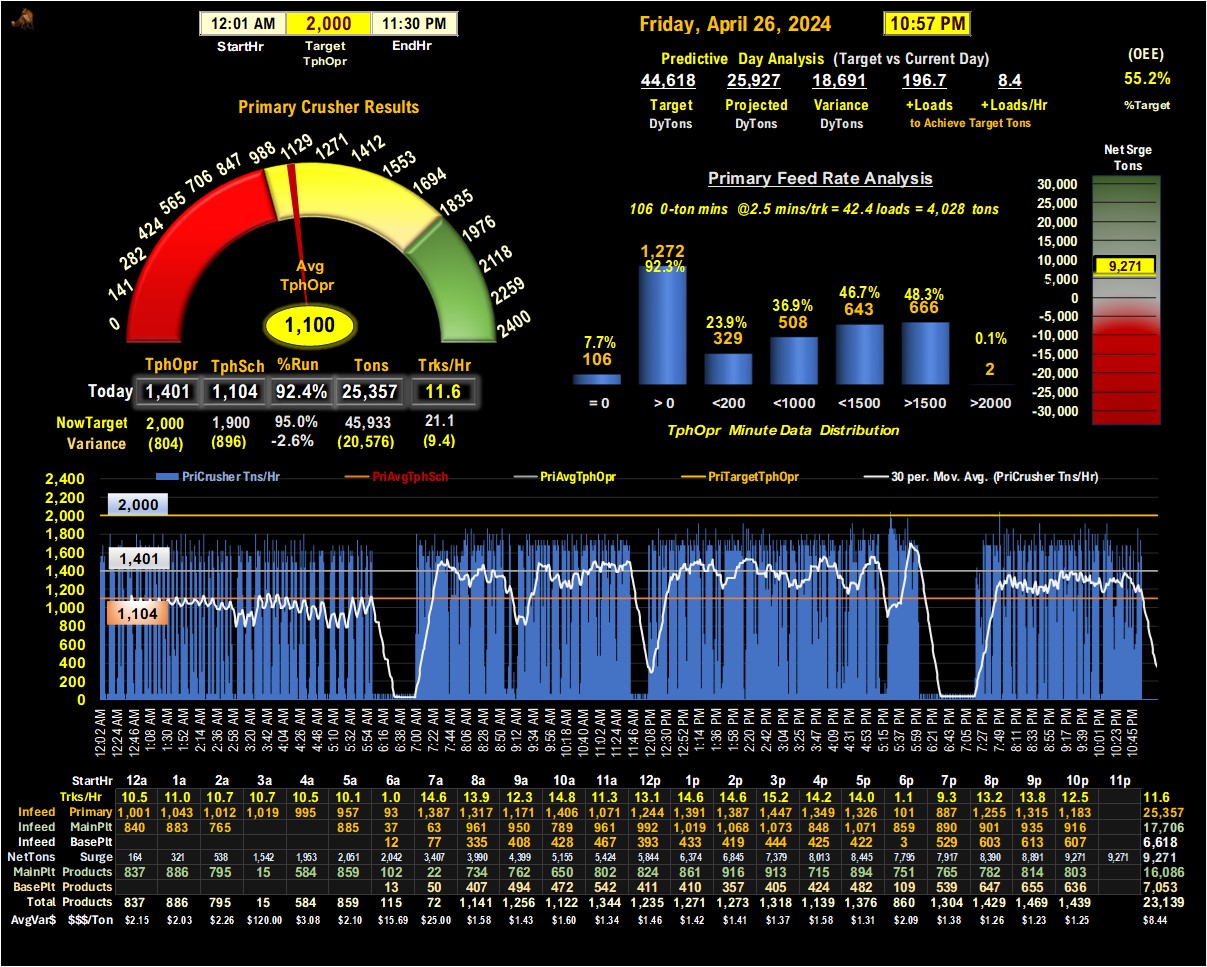 12:01 AM 2,000 11:30 PM
StartHr Target TphOpr EndHr
Friday, April 26, 2024 10:57 PM
Predictive Day Analysis (Target vs Current Day)
44,618 25,927 18,691 196.7 8.4
Target Projected Variance +Loads +Loads/Hr
DyTons DyTons DyTons to Achieve Target Tons
(OEE)
55.2%
%Target
Primary Crusher Results
0 141 282 424 565 706 847 988 1129 1271 1412 1553 1694 1835 1976 2118 2259 2400
Avg
TphOpr
1,100
TphOpr TphSch %Run Tons Trks/Hr
Today 1,401 1,104 92.4% 25,357 11.6
NowTarget 2,000 1,900 95.0% 45,933 21.1
Variance (804) (896) -2.6% (20,576) (9.4)
Primary Feed Rate Analysis
106 0-ton mins @2.5 mins/trk = 42.4 loads = 4,028 tons
7.7% 92.3% 23.9% 36.9% 46.7% 48.3% 0.1%
106 1,272 329 508 643 666 2
= 0 > 0 <200 <1000 <1500 >1500 >2000
TphOpr Minute Data Distribution
Net Srge
Tons
30,000
25,000
20,000
15,000
10,000
9,271
5,000
0
-5,000
-10,000
-15,000
-20,000
-25,000
-30,000
PriCrusher Tns/Hr PriAvgTphSch PriAvgTphOpr PriTargetTphOpr 30 per. Mov. Avg. (PriCrusher Tns/Hr)
2,400
2,200
2,000
1,800
1,600
1,400
1,200
1,000
800
600
400
200
0
2,000
1,401
1,104
12:02 AM 12:24 AM 12:46 AM 1:08 AM 1:30 AM 1:52 AM 2:14 AM 2:36 AM 2:58 AM 3:20 AM 3:42 AM 4:04 AM 4:26 AM 4:48 AM 5:10 AM 5:32 AM 5:54 AM 6:16 AM 6:38 AM 7:00 AM 7:22 AM 7:44 AM 8:06 AM 8:28 AM 8:50 AM 9:12 AM 9:34 AM 9:56 AM 10:18 AM 10:40 AM 11:02 AM 11:24 AM 11:46 AM 12:08 PM 12:30 PM 12:52 PM 1:14 PM 1:36 PM 1:58 PM 2:20 PM 2:42 PM 3:04 PM 3:25 PM 3:47 PM 4:09 PM 4:31 PM 4:53 PM 5:15 PM 5:37 PM 5:59 PM 6:21 PM 6:43 PM 7:05 PM 7:27 PM 7:49 PM 8:11 PM 8:33 PM 8:55 PM 9:17 PM 9:39 PM 10:01 PM 10:23 PM 10:45 PM
StartHr 12a 1a 2a 3a 4a 5a 6a 7a 8a 9a 10a 11a 12p 1p 2p 3p 4p 5p 6p 7p 8p 9p 10p 11p
Trks/Hr 10.5 11.0 10.7 10.7 10.5 10.1 1.0 14.6 13.9 12.3 14.8 11.3 13.1 14.6 14.6 15.2 14.2 14.0 1.1 9.3 13.2 13.8 12.5 11.6
Infeed Primary 1,001 1,043 1,012 1,019 995 957 93 1,387 1,317 1,171 1,406 1,071 1,244 1,391 1,387 1,447 1,349 1,326 101 887 1,255 1,315 1,183 25,357
Infeed MainPlt 840 883 765 885 37 63 961 950 789 961 992 1,019 1,068 1,073 848 1,071 859 890 901 935 916 17,706
Infeed BasePlt 12 77 335 408 428 467 393 433 419 444 425 422 3 529 603 613 607 6,618
NetTons Surge 164 321 538 1,542 1,953 2,051 2,042 3,407 3,990 4,399 5,155 5,424 5,844 6,374 6,845 7,379 8,013 8,445 7,795 7,917 8,390 8,891 9,271 9,271 9,271
MainPlt Products 837 886 795 15 584 859 102 22 734 762 650 802 824 861 916 913 715 894 751 765 782 814 803 16,086
BasePlt Products 13 50 407 494 472 542 411 410 357 405 424 482 109 539 647 655 636 7,053
Total Products 837 886 795 15 584 859 115 72 1,141 1,256 1,122 1,344 1,235 1,271 1,273 1,318 1,139 1,376 860 1,304 1,429 1,469 1,439 23,139
AvgVar$ $$$/Ton $2.15 $2.03 $2.26 $120.00 $3.08 $2.10 $15.69 $25.00 $1.58 $1.43 $1.60 $1.34 $1.46 $1.42 $1.41 $1.37 $1.58 $1.31 $2.09 $1.38 $1.26 $1.23 $1.25 $8.44